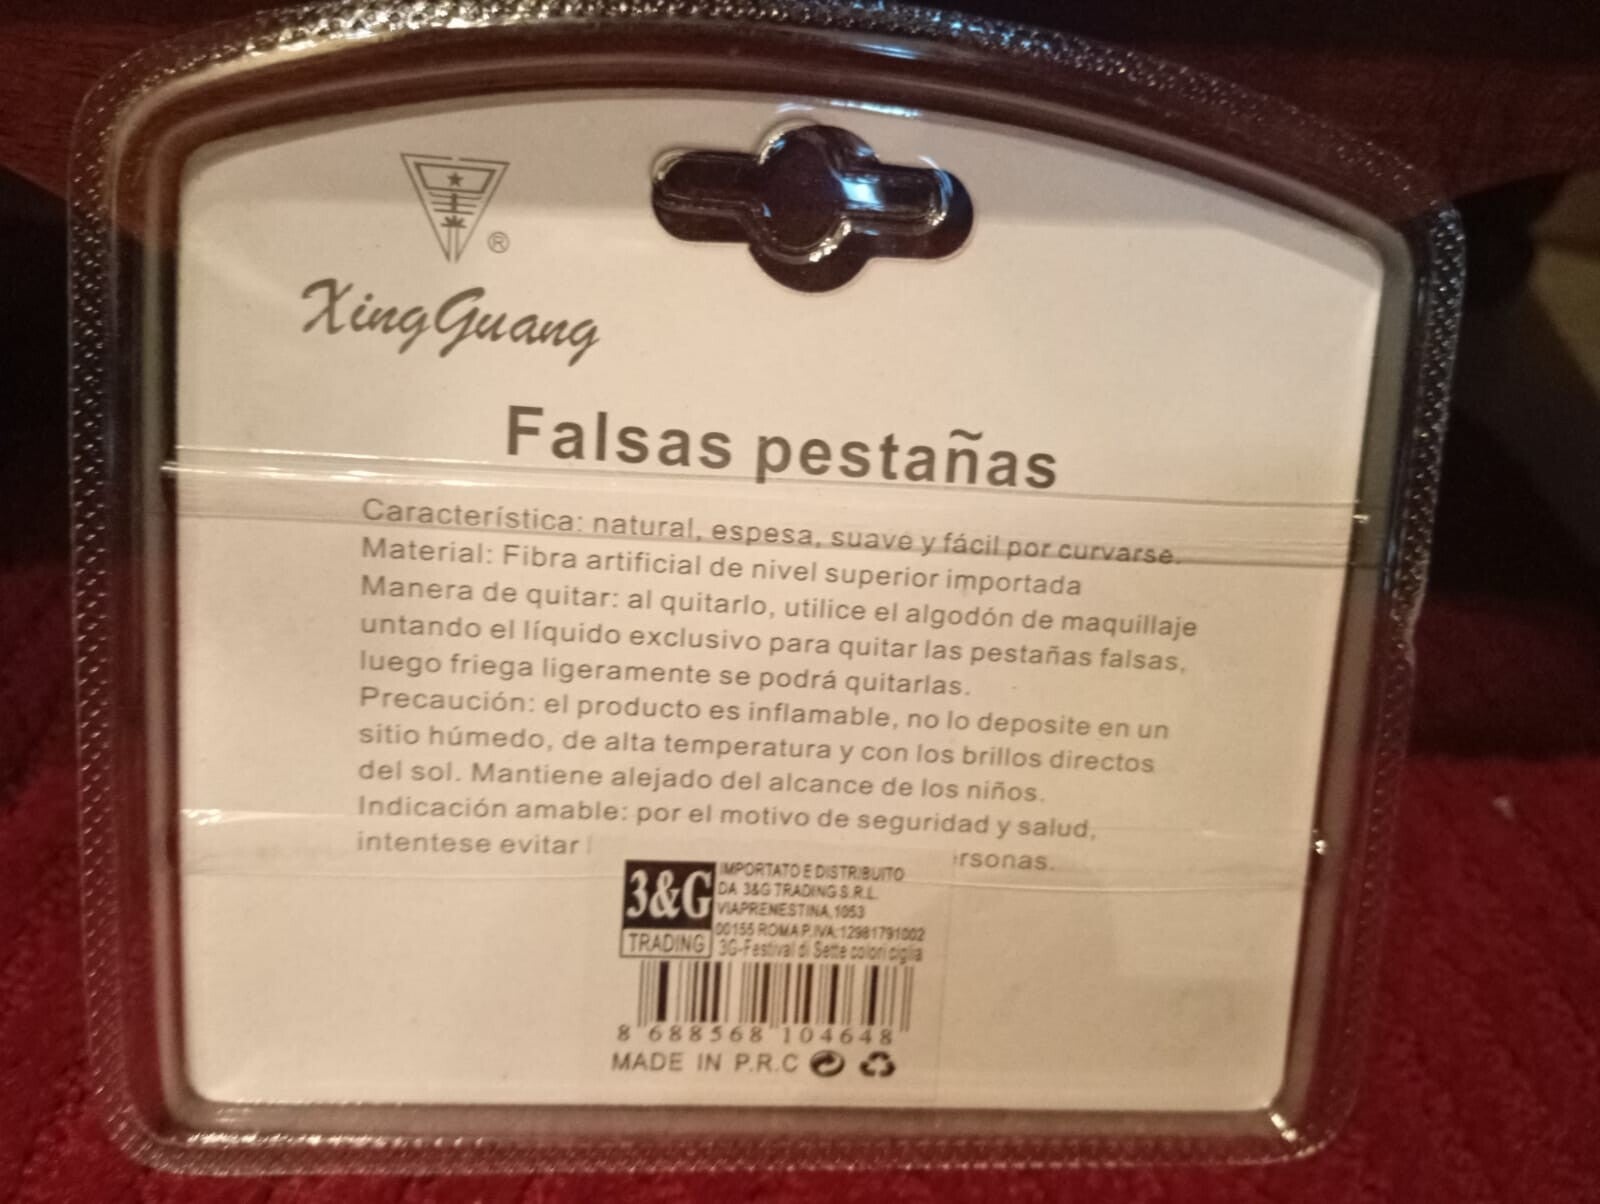 ®
XingGuang
Falsas pestañas
Característica: natural, espesa, suave y fácil por curvarse.
Material: Fibra artificial de nivel superior importada
Manera de quitar: al quitarlo, utilice el algodón de maquillaje
untando el líquido exclusivo para quitar las pestañas falsas,
luego friega ligeramente se podrá quitarlas.
Precaución: el producto es inflamable, no lo deposite en un
sitio húmedo, de alta temperatura y con los brillos directos
del sol. Mantiene alejado del alcance de los niños.
Indicación amable: por el motivo de seguridad y salud,
intentese evitar rsonas.
3&G
TRADING
IMPORTATO E DISTRIBUITO
DA 3&G TRADING S.R.L.
VIAPRENESTINA, 1053
00155 ROMA P.IVA:12981791002
3G-Festival di Sette colori ciglia
8 688568 104648
MADE IN P.R.C